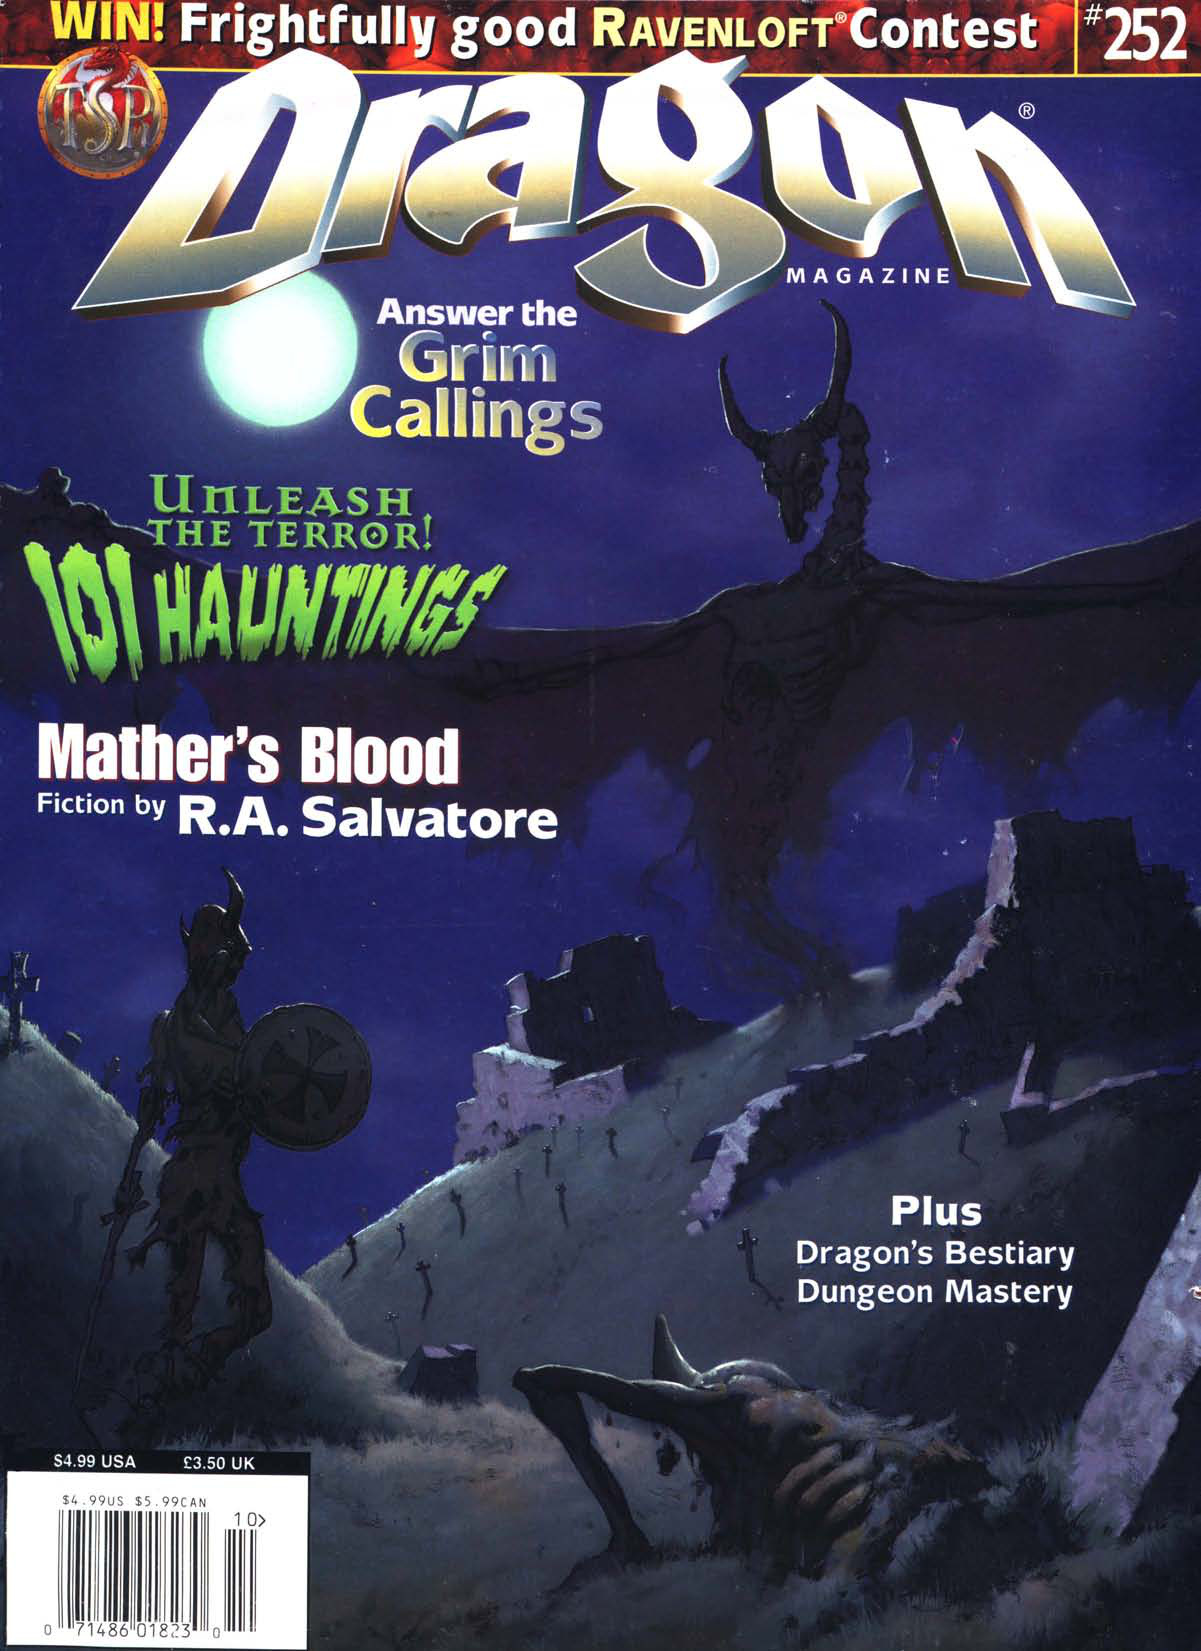 WIN! Frightfully good RAVENLOFT® Contest
#252
TSR
Dragon®
MAGAZINE
Answer the
Grim
Callings
UNLEASH
THE TERROR!
101 HAUNTINGS
Mather's Blood
Fiction by R.A. Salvatore
Plus
Dragon's Bestiary
Dungeon Mastery
$4.99 USA £3.50 UK
$4.99US $5.99CAN
10>
0 71486 01823 0